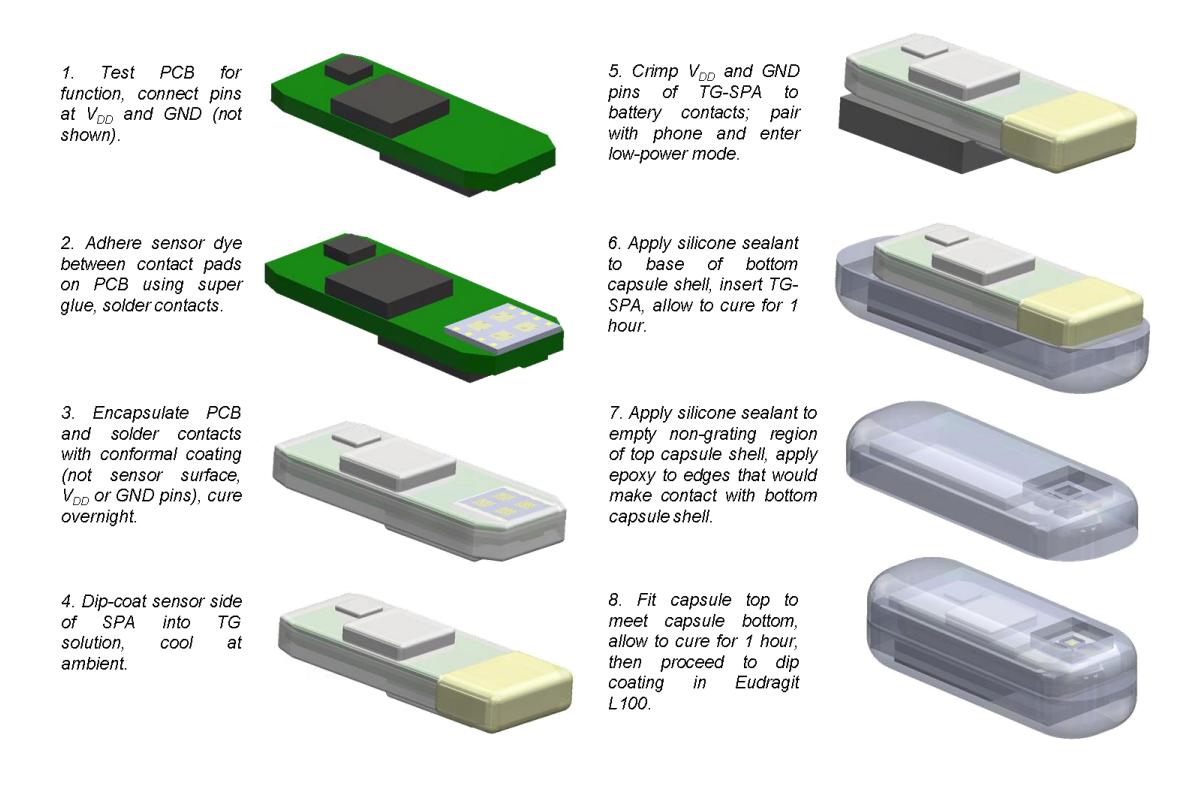 1. Test PCB for
function, connect pins
at VDD and GND (not
shown).
2. Adhere sensor dye
between contact pads
on PCB using super
glue, solder contacts.
3. Encapsulate PCB
and solder contacts
with conformal coating
(not sensor surface,
VDD or GND pins), cure
overnight.
4. Dip-coat sensor side
of SPA into TG
solution, cool at
ambient.
5. Crimp VDD and GND
pins of TG-SPA to
battery contacts; pair
with phone and enter
low-power mode.
6. Apply silicone sealant
to base of bottom
capsule shell, insert TG-
SPA, allow to cure for 1
hour.
7. Apply silicone sealant to
empty non-grating region
of top capsule shell, apply
epoxy to edges that would
make contact with bottom
capsule shell.
8. Fit capsule top to
meet capsule bottom,
allow to cure for 1 hour,
then proceed to dip
coating in Eudragit
L100.